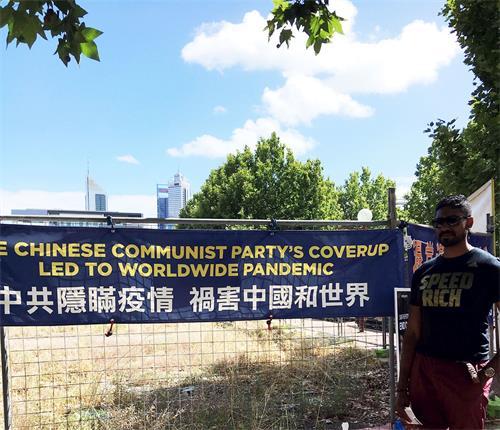 E CHINESE COMMUNIST PARTY'S COVERUP
LED TO WORLDWIDE PANDEMIC
中共隱瞞疫情 禍害中國和世界
SPEED
RICH